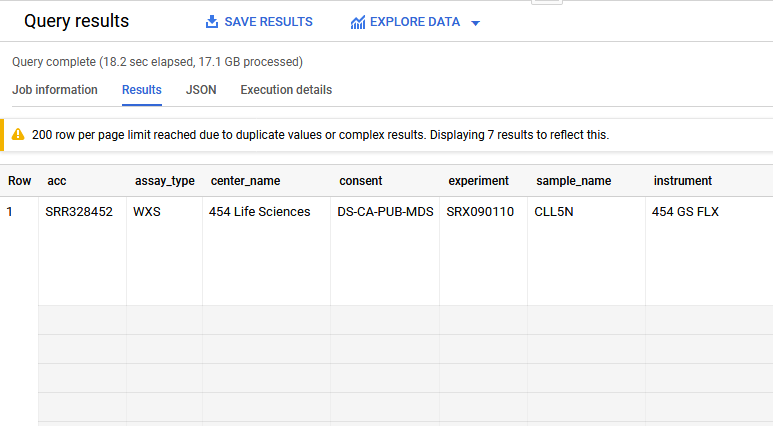 Query results SAVE RESULTS EXPLORE DATA
Query complete (18.2 sec elapsed, 17.1 GB processed)
Job information Results JSON Execution details
200 row per page limit reached due to duplicate values or complex results. Displaying 7 results to reflect this.
Row acc assay_type center_name consent experiment sample_name instrument
1 SRR328452 WXS 454 Life Sciences DS-CA-PUB-MDS SRX090110 CLL5N 454 GS FLX